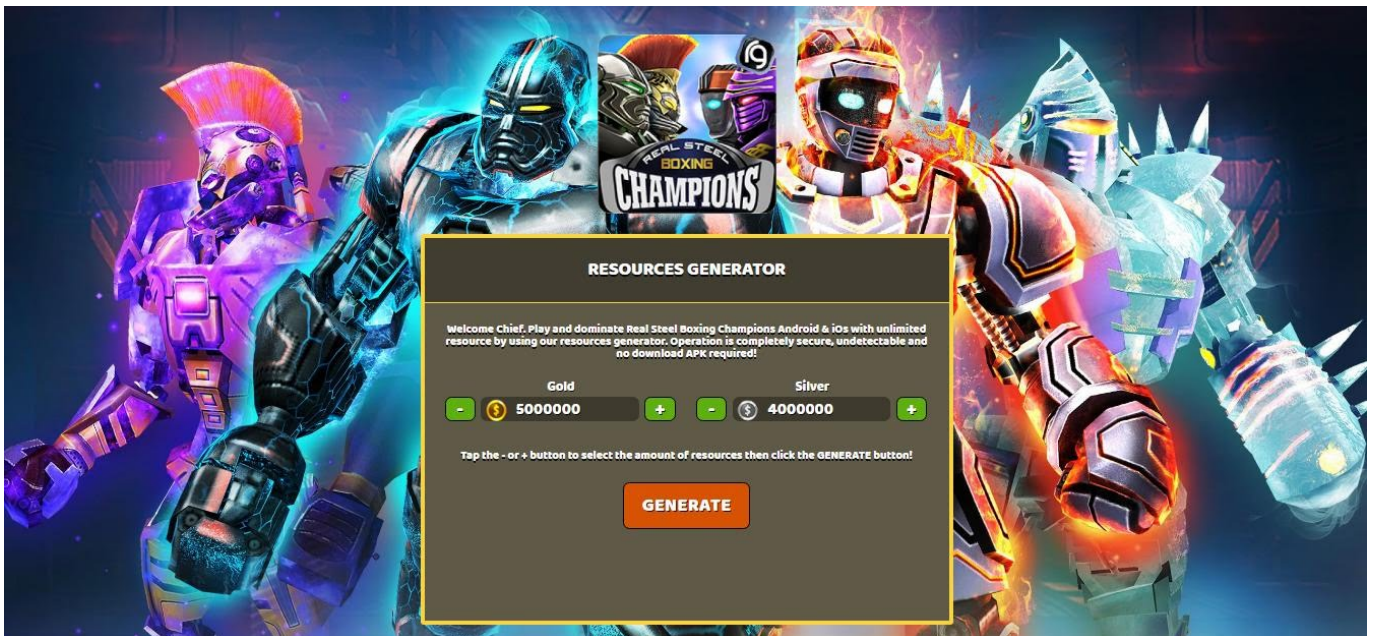 REAL STEEL
BOXING
CHAMPIONS
RESOURCES GENERATOR
Welcome Chief. Play and dominate Real Steel Boxing Champions Android & iOs with unlimited
resource by using our resources generator. Operation is completely secure, undetectable and
no download APK required!
Gold Silver
- $ 5000000 + - $ 4000000 +
Tap the - or + button to select the amount of resources then click the GENERATE button!
GENERATE